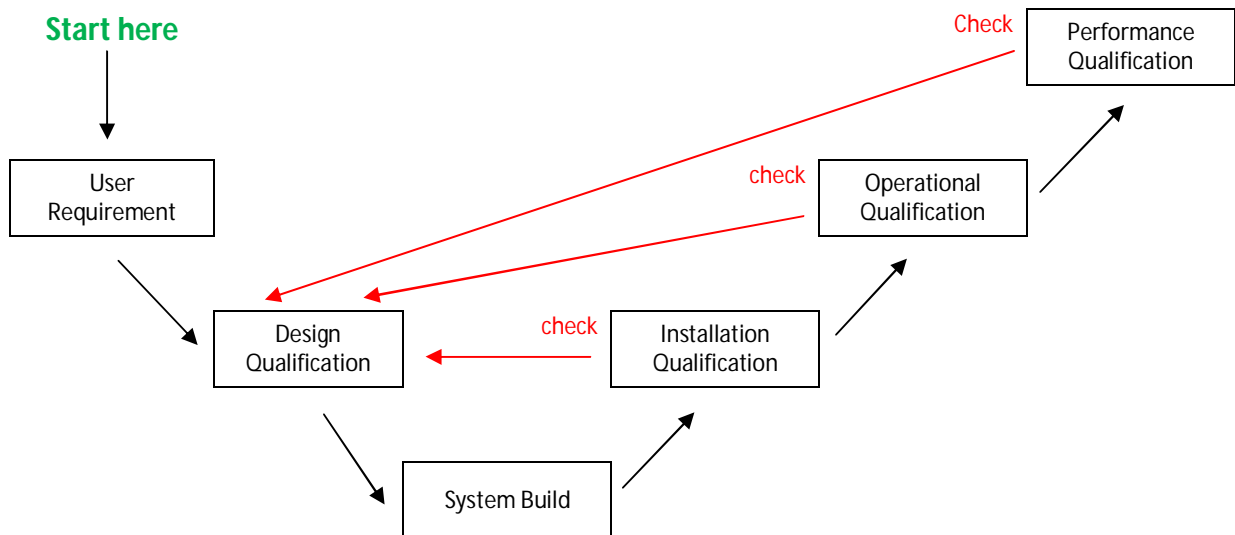 Start here
Check
Performance
Qualification
User
Requirement
check
Operational
Qualification
Design
Qualification
check
Installation
Qualification
System Build